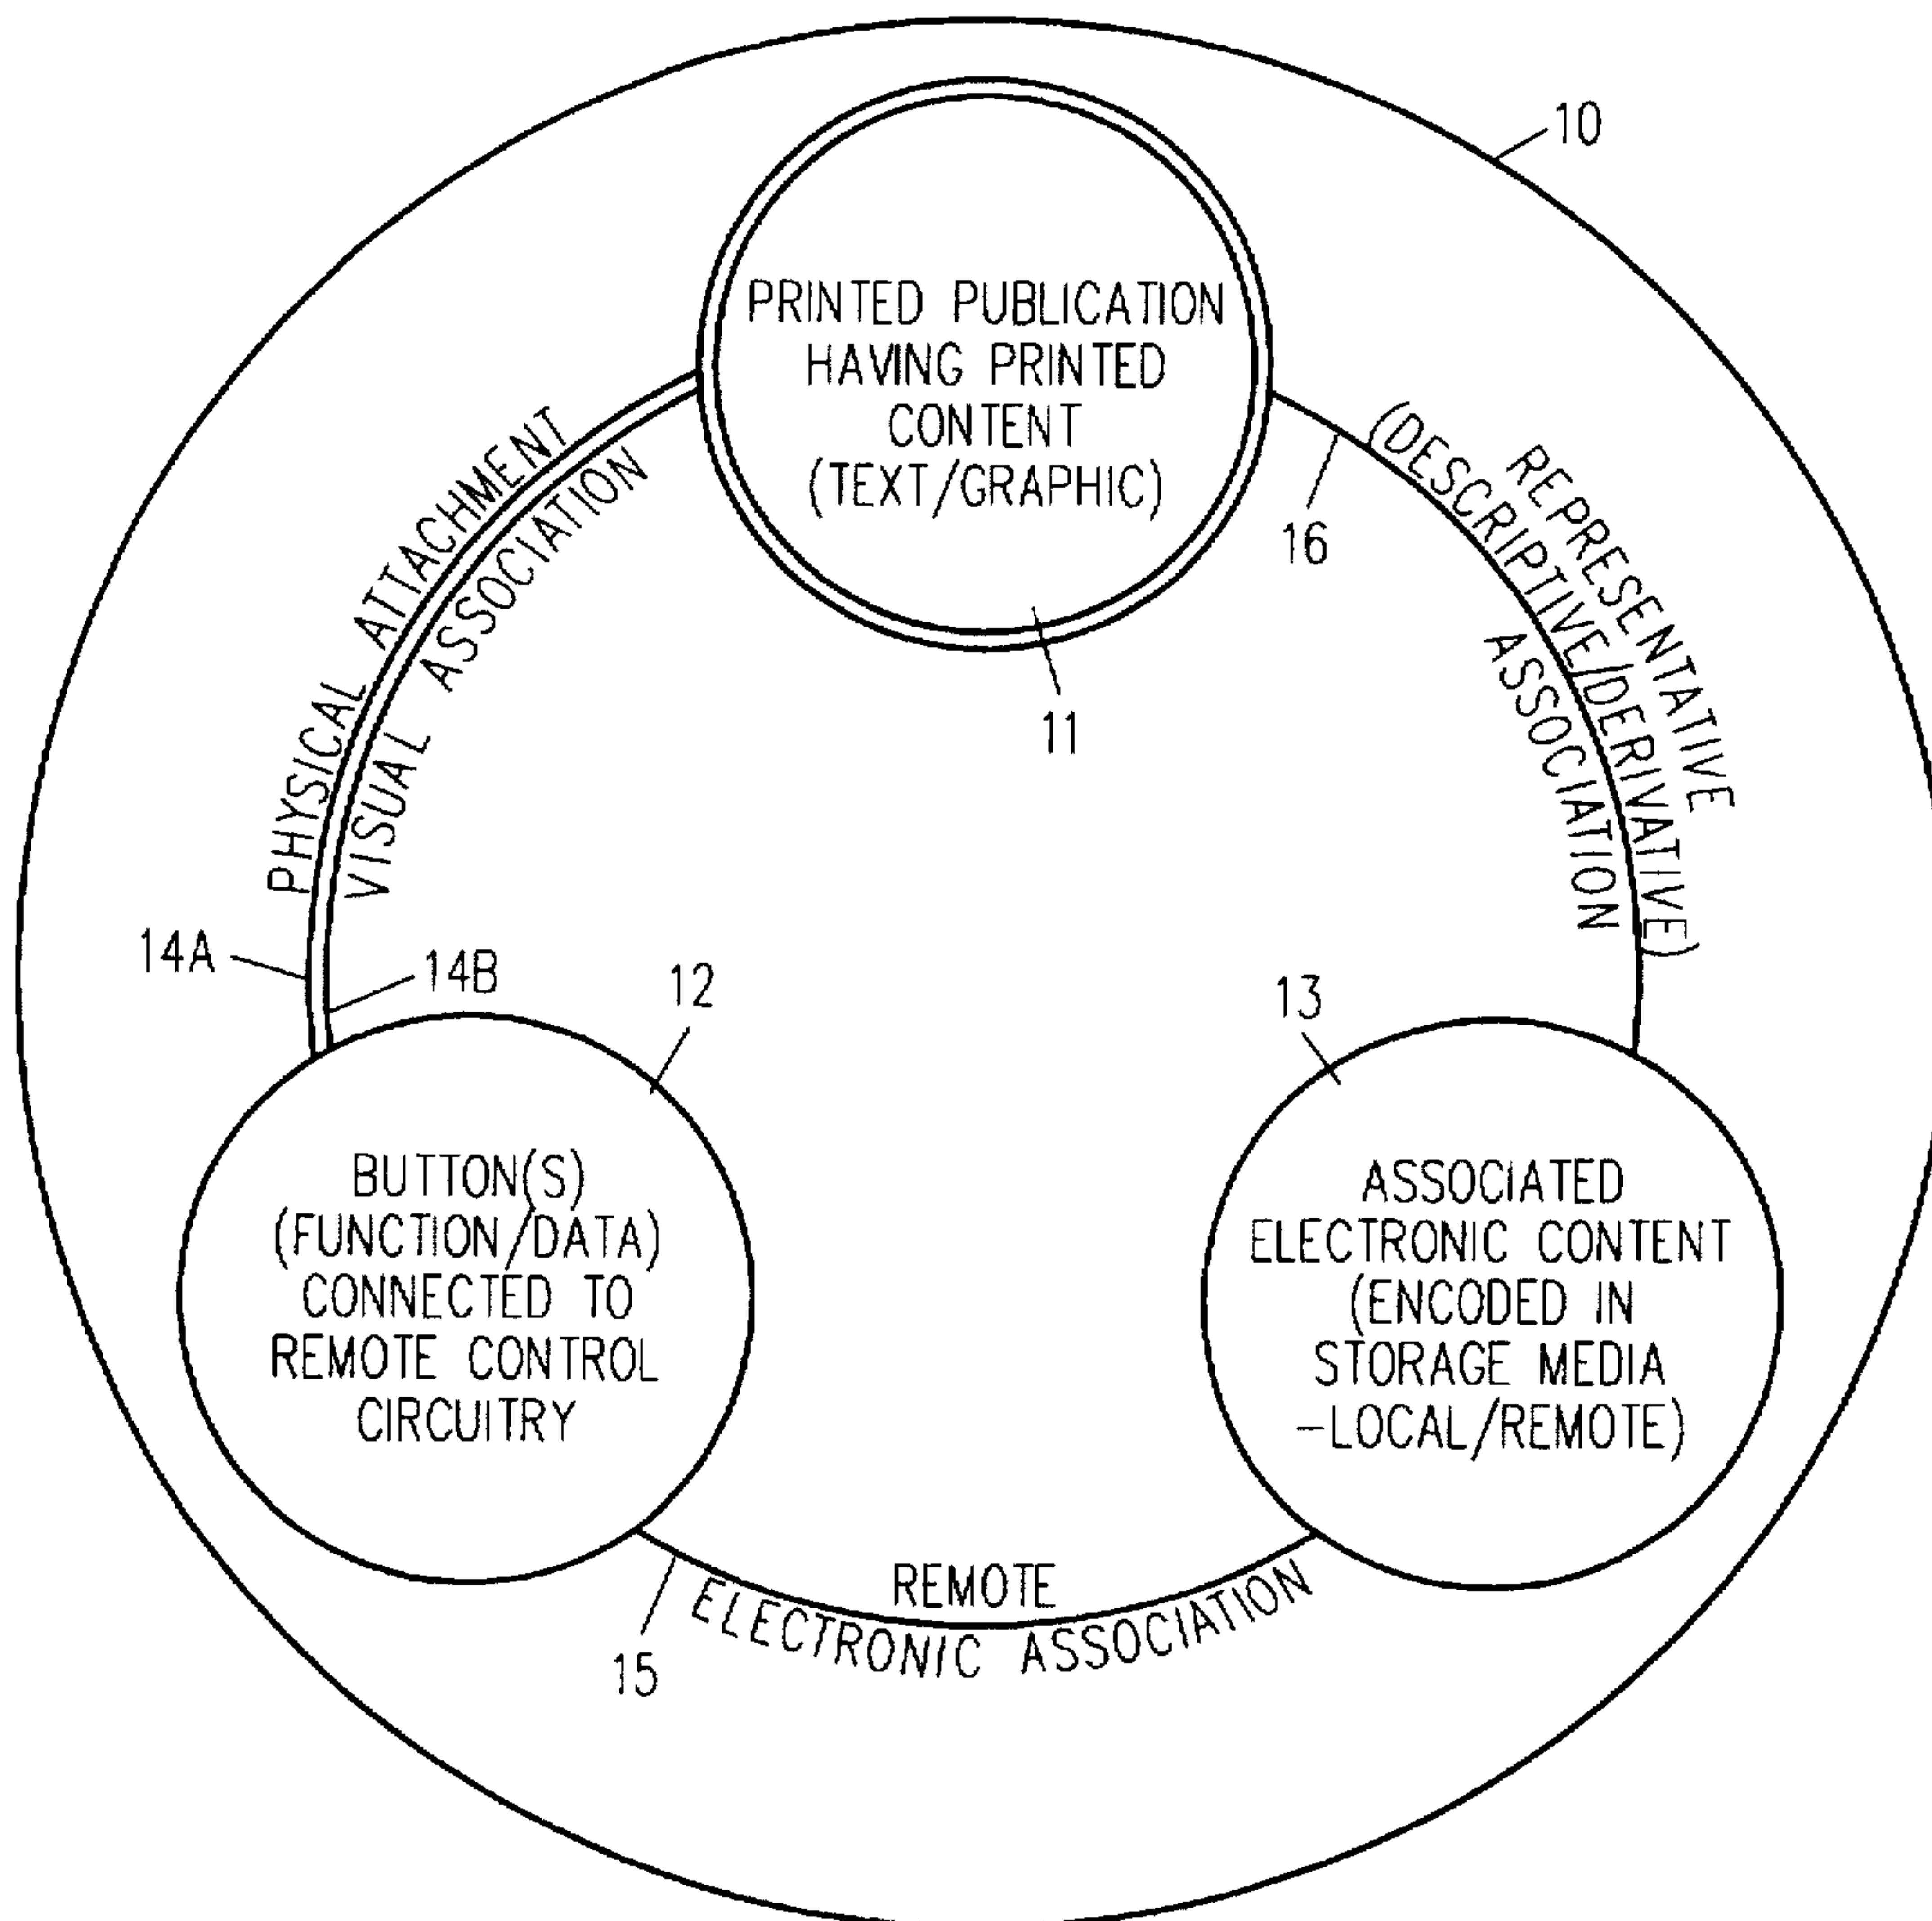 10
PRINTED PUBLICATION
HAVING PRINTED
CONTENT
(TEXT/GRAPHIC)
11
PHYSICAL ATTACHMENT
VISUAL ASSOCIATION
16
REPRESENTATIVE
(DESCRIPTIVE/DERIVATIVE)
ASSOCIATION
14A
14B
12
13
BUTTON(S)
(FUNCTION/DATA)
CONNECTED TO
REMOTE CONTROL
CIRCUITRY
ASSOCIATED
ELECTRONIC CONTENT
(ENCODED IN
STORAGE MEDIA
-LOCAL/REMOTE)
REMOTE
ELECTRONIC ASSOCIATION
15